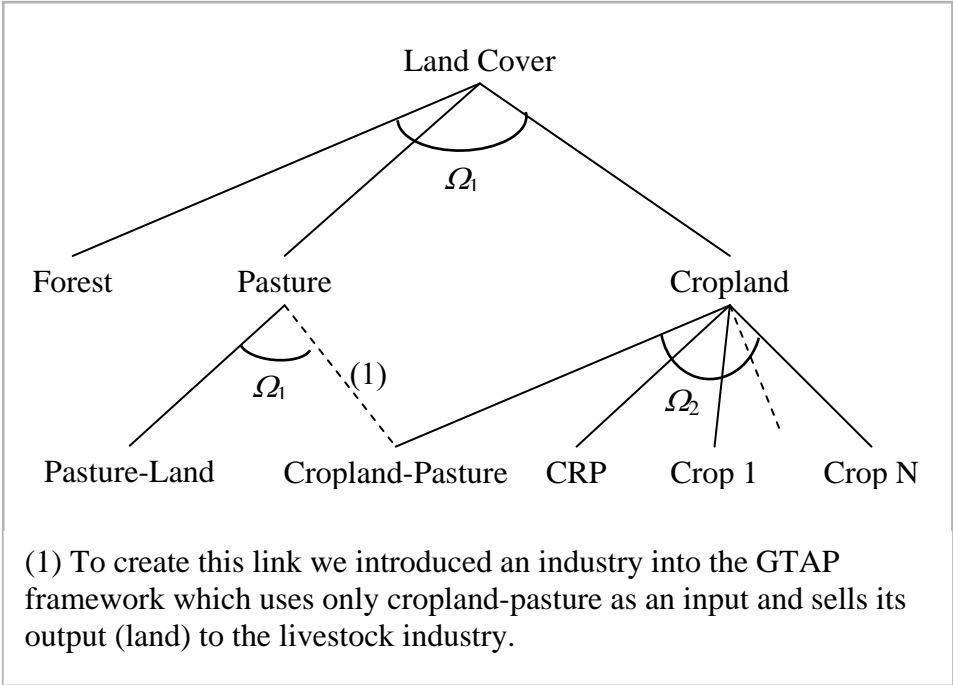 Land Cover
Ω1
Forest
Pasture
Cropland
(1)
Ω1
Ω2
Pasture-Land
Cropland-Pasture
CRP
Crop 1
Crop N
(1) To create this link we introduced an industry into the GTAP
framework which uses only cropland-pasture as an input and sells its
output (land) to the livestock industry.